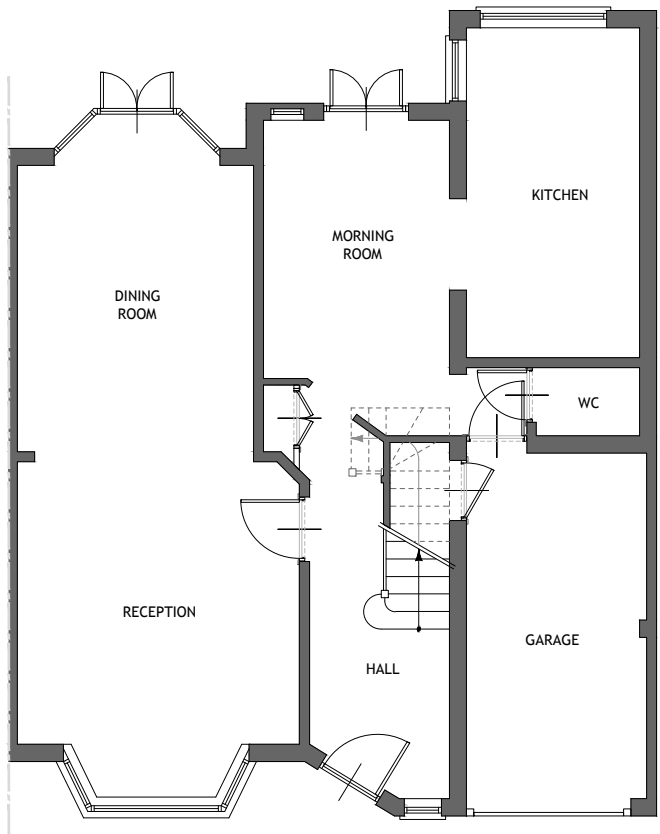 KITCHEN
MORNING
ROOM
DINING
ROOM
WC
RECEPTION
GARAGE
HALL